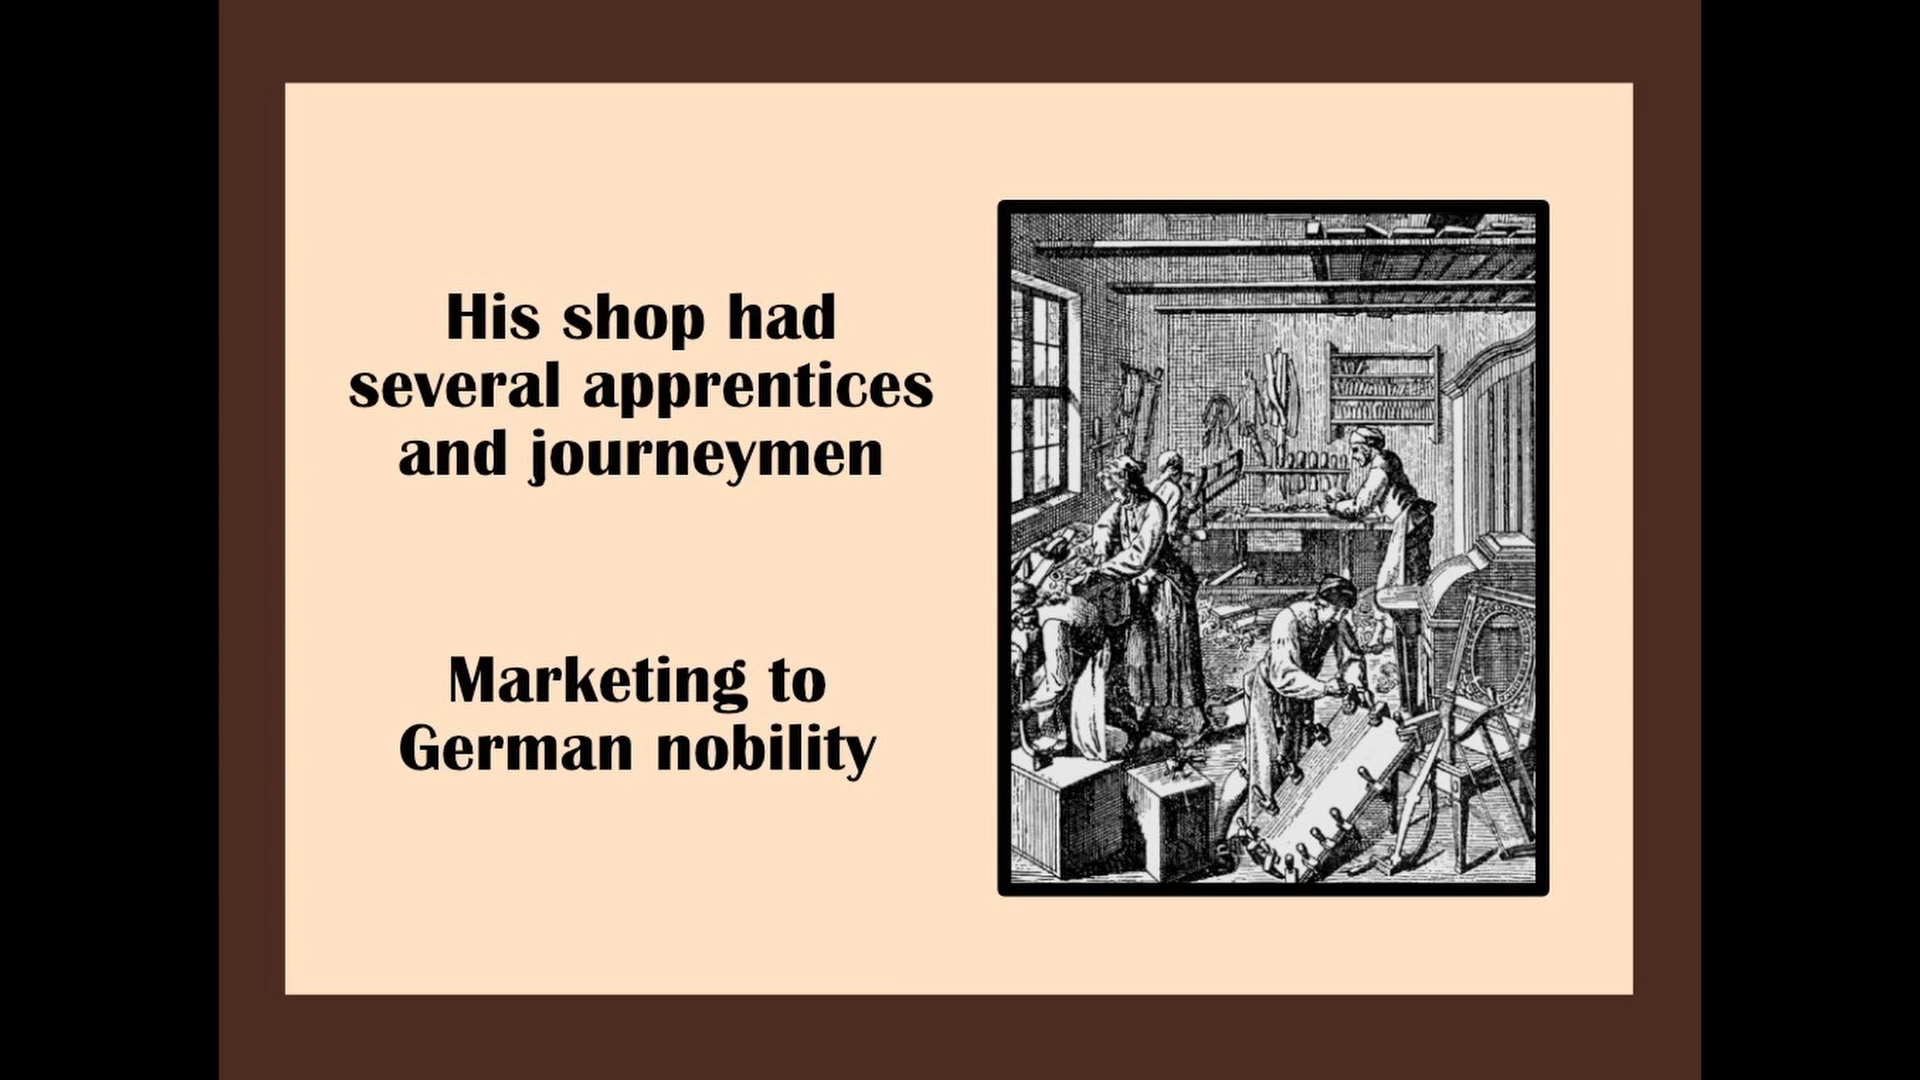 His shop had
several apprentices
and journeymen
Marketing to
German nobility